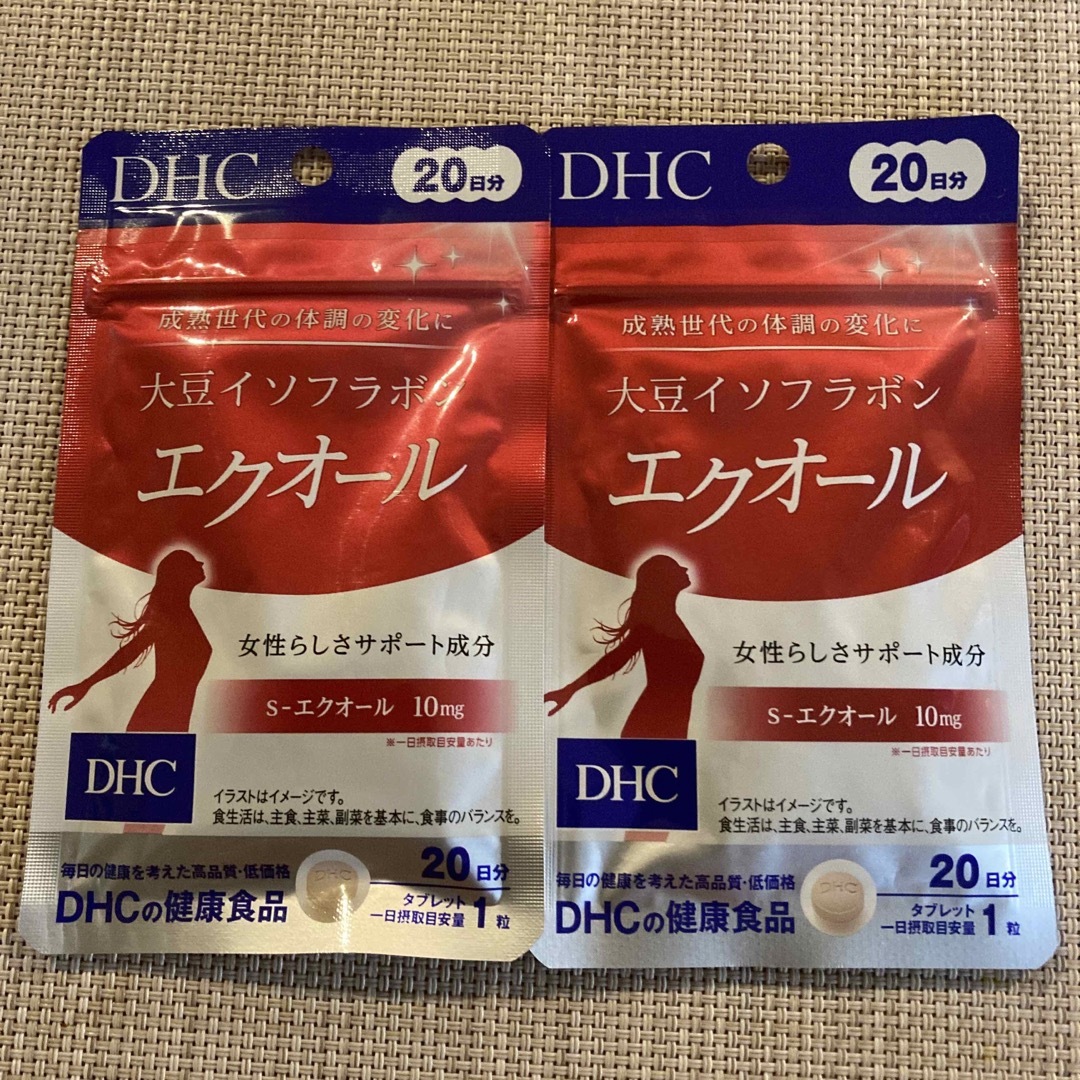 DHC 20日分
成熟世代の体調の変化に
大豆イソフラボン
エクオール
女性らしさサポート成分
S-エクオール 10mg
※一日摂取目安量あたり
DHC
イラストはイメージです。
食生活は、主食、主菜、副菜を基本に、食事のバランスを。
毎日の健康を考えた高品質・低価格
DHCの健康食品
DHC
20日分
タブレット
一日摂取目安量 1粒
DHC 20日分
成熟世代の体調の変化に
大豆イソフラボン
エクオール
女性らしさサポート成分
S-エクオール 10mg
※一日摂取目安量あたり
DHC
イラストはイメージです。
食生活は、主食、主菜、副菜を基本に、食事のバランスを。
毎日の健康を考えた高品質・低価格
DHCの健康食品
DHC
20日分
タブレット
一日摂取目安量 1粒